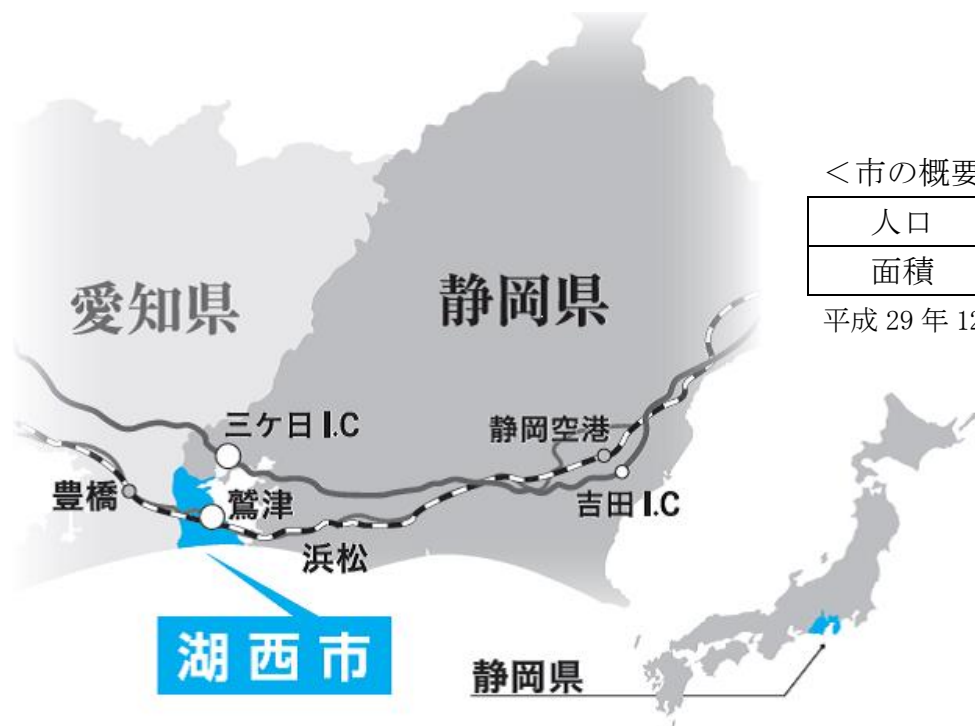 ＜市の概要
人口
面積
平成 29 年 12
愛知県
静岡県
三ケ日 I.C
静岡空港
豊橋
鷲津
吉田 I.C
浜松
湖西市
静岡県